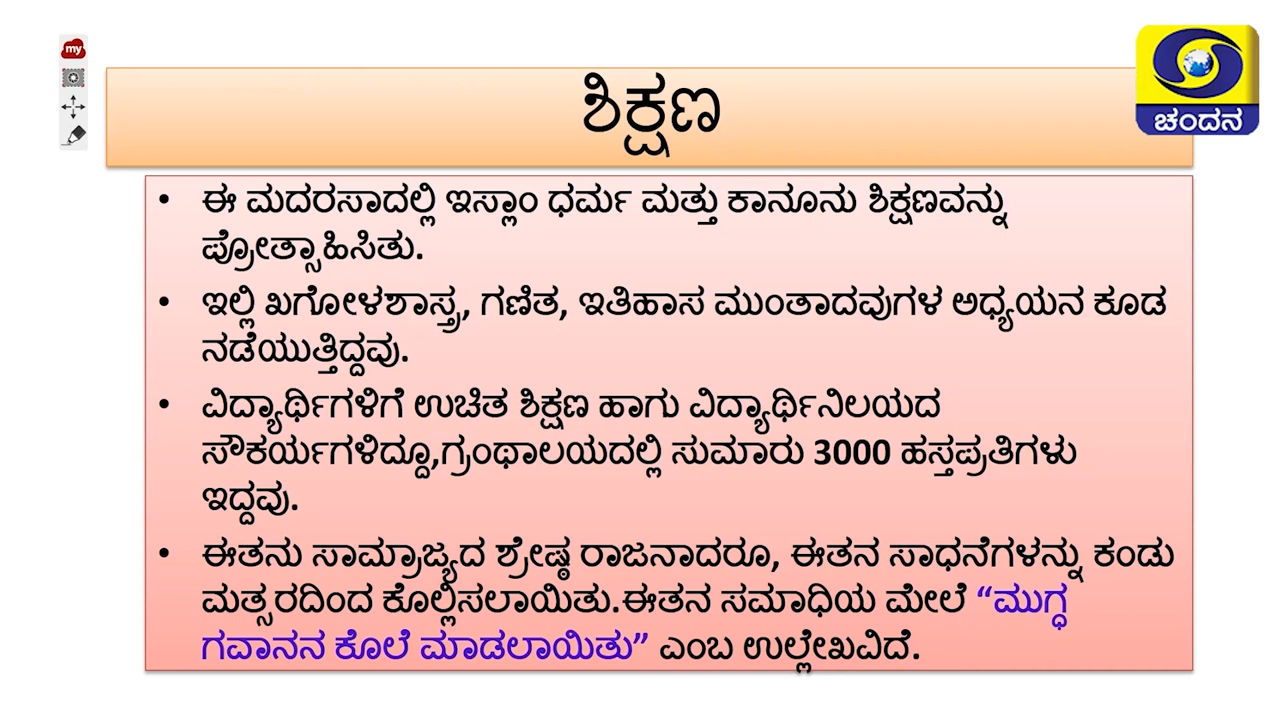 my
ಚಂದನ
ಶಿಕ್ಷಣ
• ಈ ಮದರಸಾದಲ್ಲಿ ಇಸ್ಲಾಂ ಧರ್ಮ ಮತ್ತು ಕಾನೂನು ಶಿಕ್ಷಣವನ್ನು
ಪ್ರೋತ್ಸಾಹಿಸಿತು.
• ಇಲ್ಲಿ ಖಗೋಳಶಾಸ್ತ್ರ, ಗಣಿತ, ಇತಿಹಾಸ ಮುಂತಾದವುಗಳ ಅಧ್ಯಯನ ಕೂಡ
ನಡೆಯುತ್ತಿದ್ದವು.
• ವಿದ್ಯಾರ್ಥಿಗಳಿಗೆ ಉಚಿತ ಶಿಕ್ಷಣ ಹಾಗು ವಿದ್ಯಾರ್ಥಿನಿಲಯದ
ಸೌಕರ್ಯಗಳಿದ್ದೂ,ಗ್ರಂಥಾಲಯದಲ್ಲಿ ಸುಮಾರು 3000 ಹಸ್ತಪ್ರತಿಗಳು
ಇದ್ದವು.
• ಈತನು ಸಾಮ್ರಾಜ್ಯದ ಶ್ರೇಷ್ಠ ರಾಜನಾದರೂ, ಈತನ ಸಾಧನೆಗಳನ್ನು ಕಂಡು
ಮತ್ಸರದಿಂದ ಕೊಲ್ಲಿಸಲಾಯಿತು.ಈತನ ಸಮಾಧಿಯ ಮೇಲೆ “ಮುಗ್ಧ
ಗವಾನನ ಕೊಲೆ ಮಾಡಲಾಯಿತು” ಎಂಬ ಉಲ್ಲೇಖವಿದೆ.